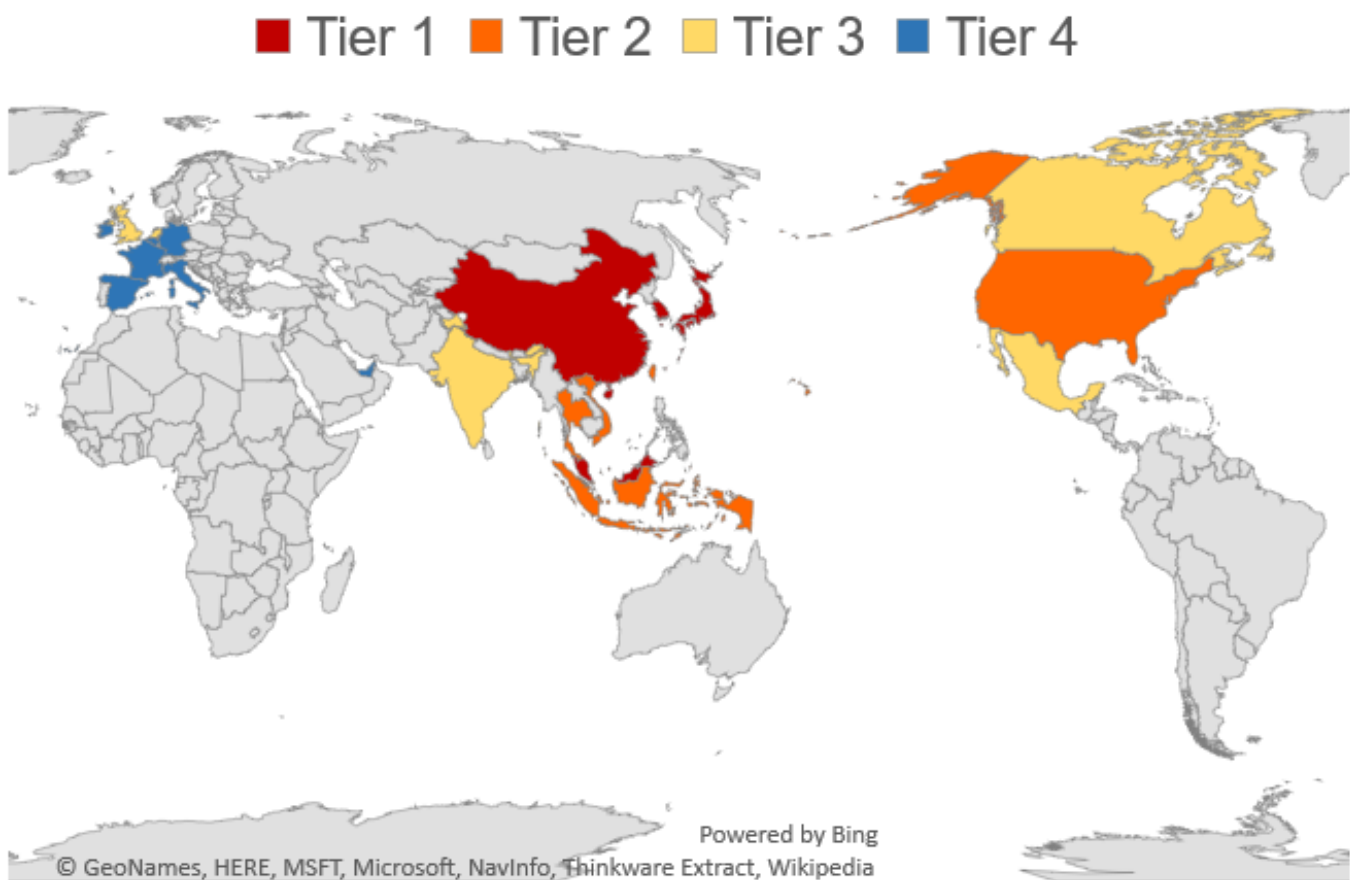 Tier 1 Tier 2 Tier 3 Tier 4
Powered by Bing
© GeoNames, HERE, MSFT, Microsoft, NavInfo, Thinkware Extract, Wikipedia